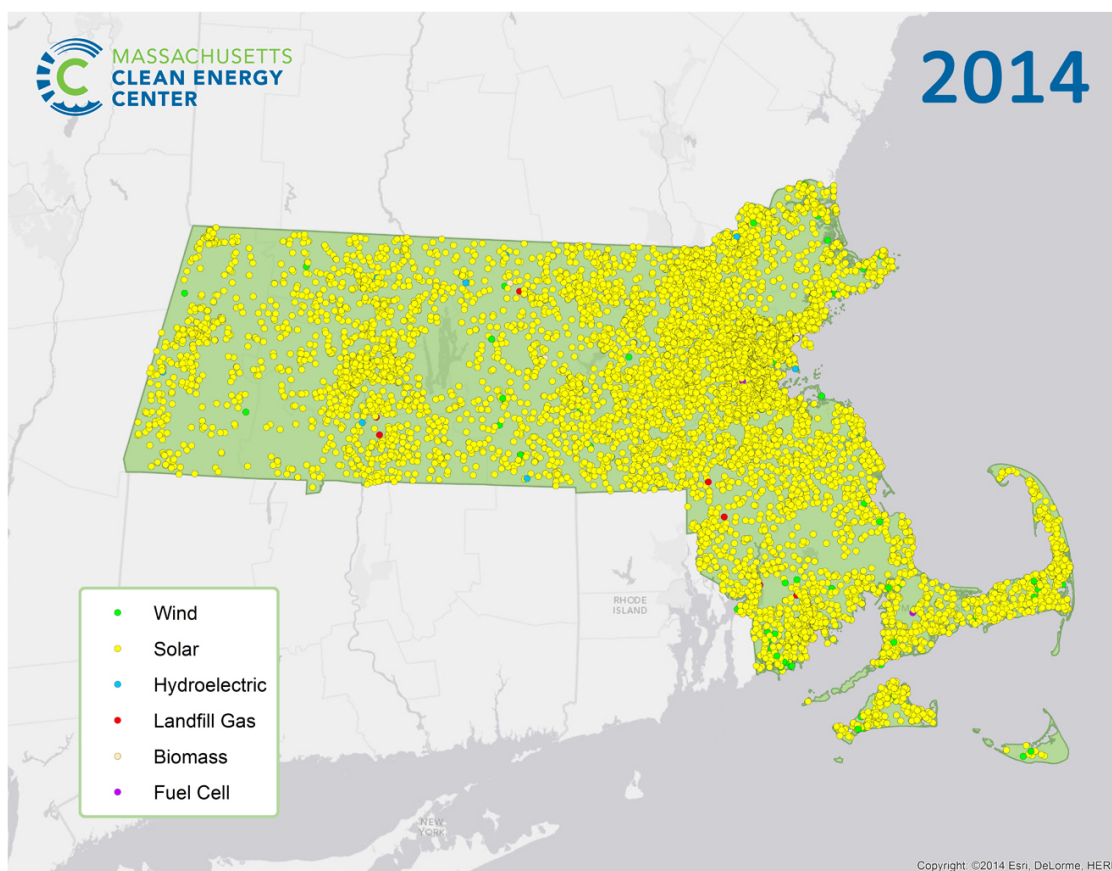 MASSACHUSETTS
CLEAN ENERGY
CENTER
2014
RHODE
ISLAND
Wind
Solar
Hydroelectric
Landfill Gas
Biomass
Fuel Cell
NEW
YORK
Copyright: ©2014 Esri, DeLorme, HERE